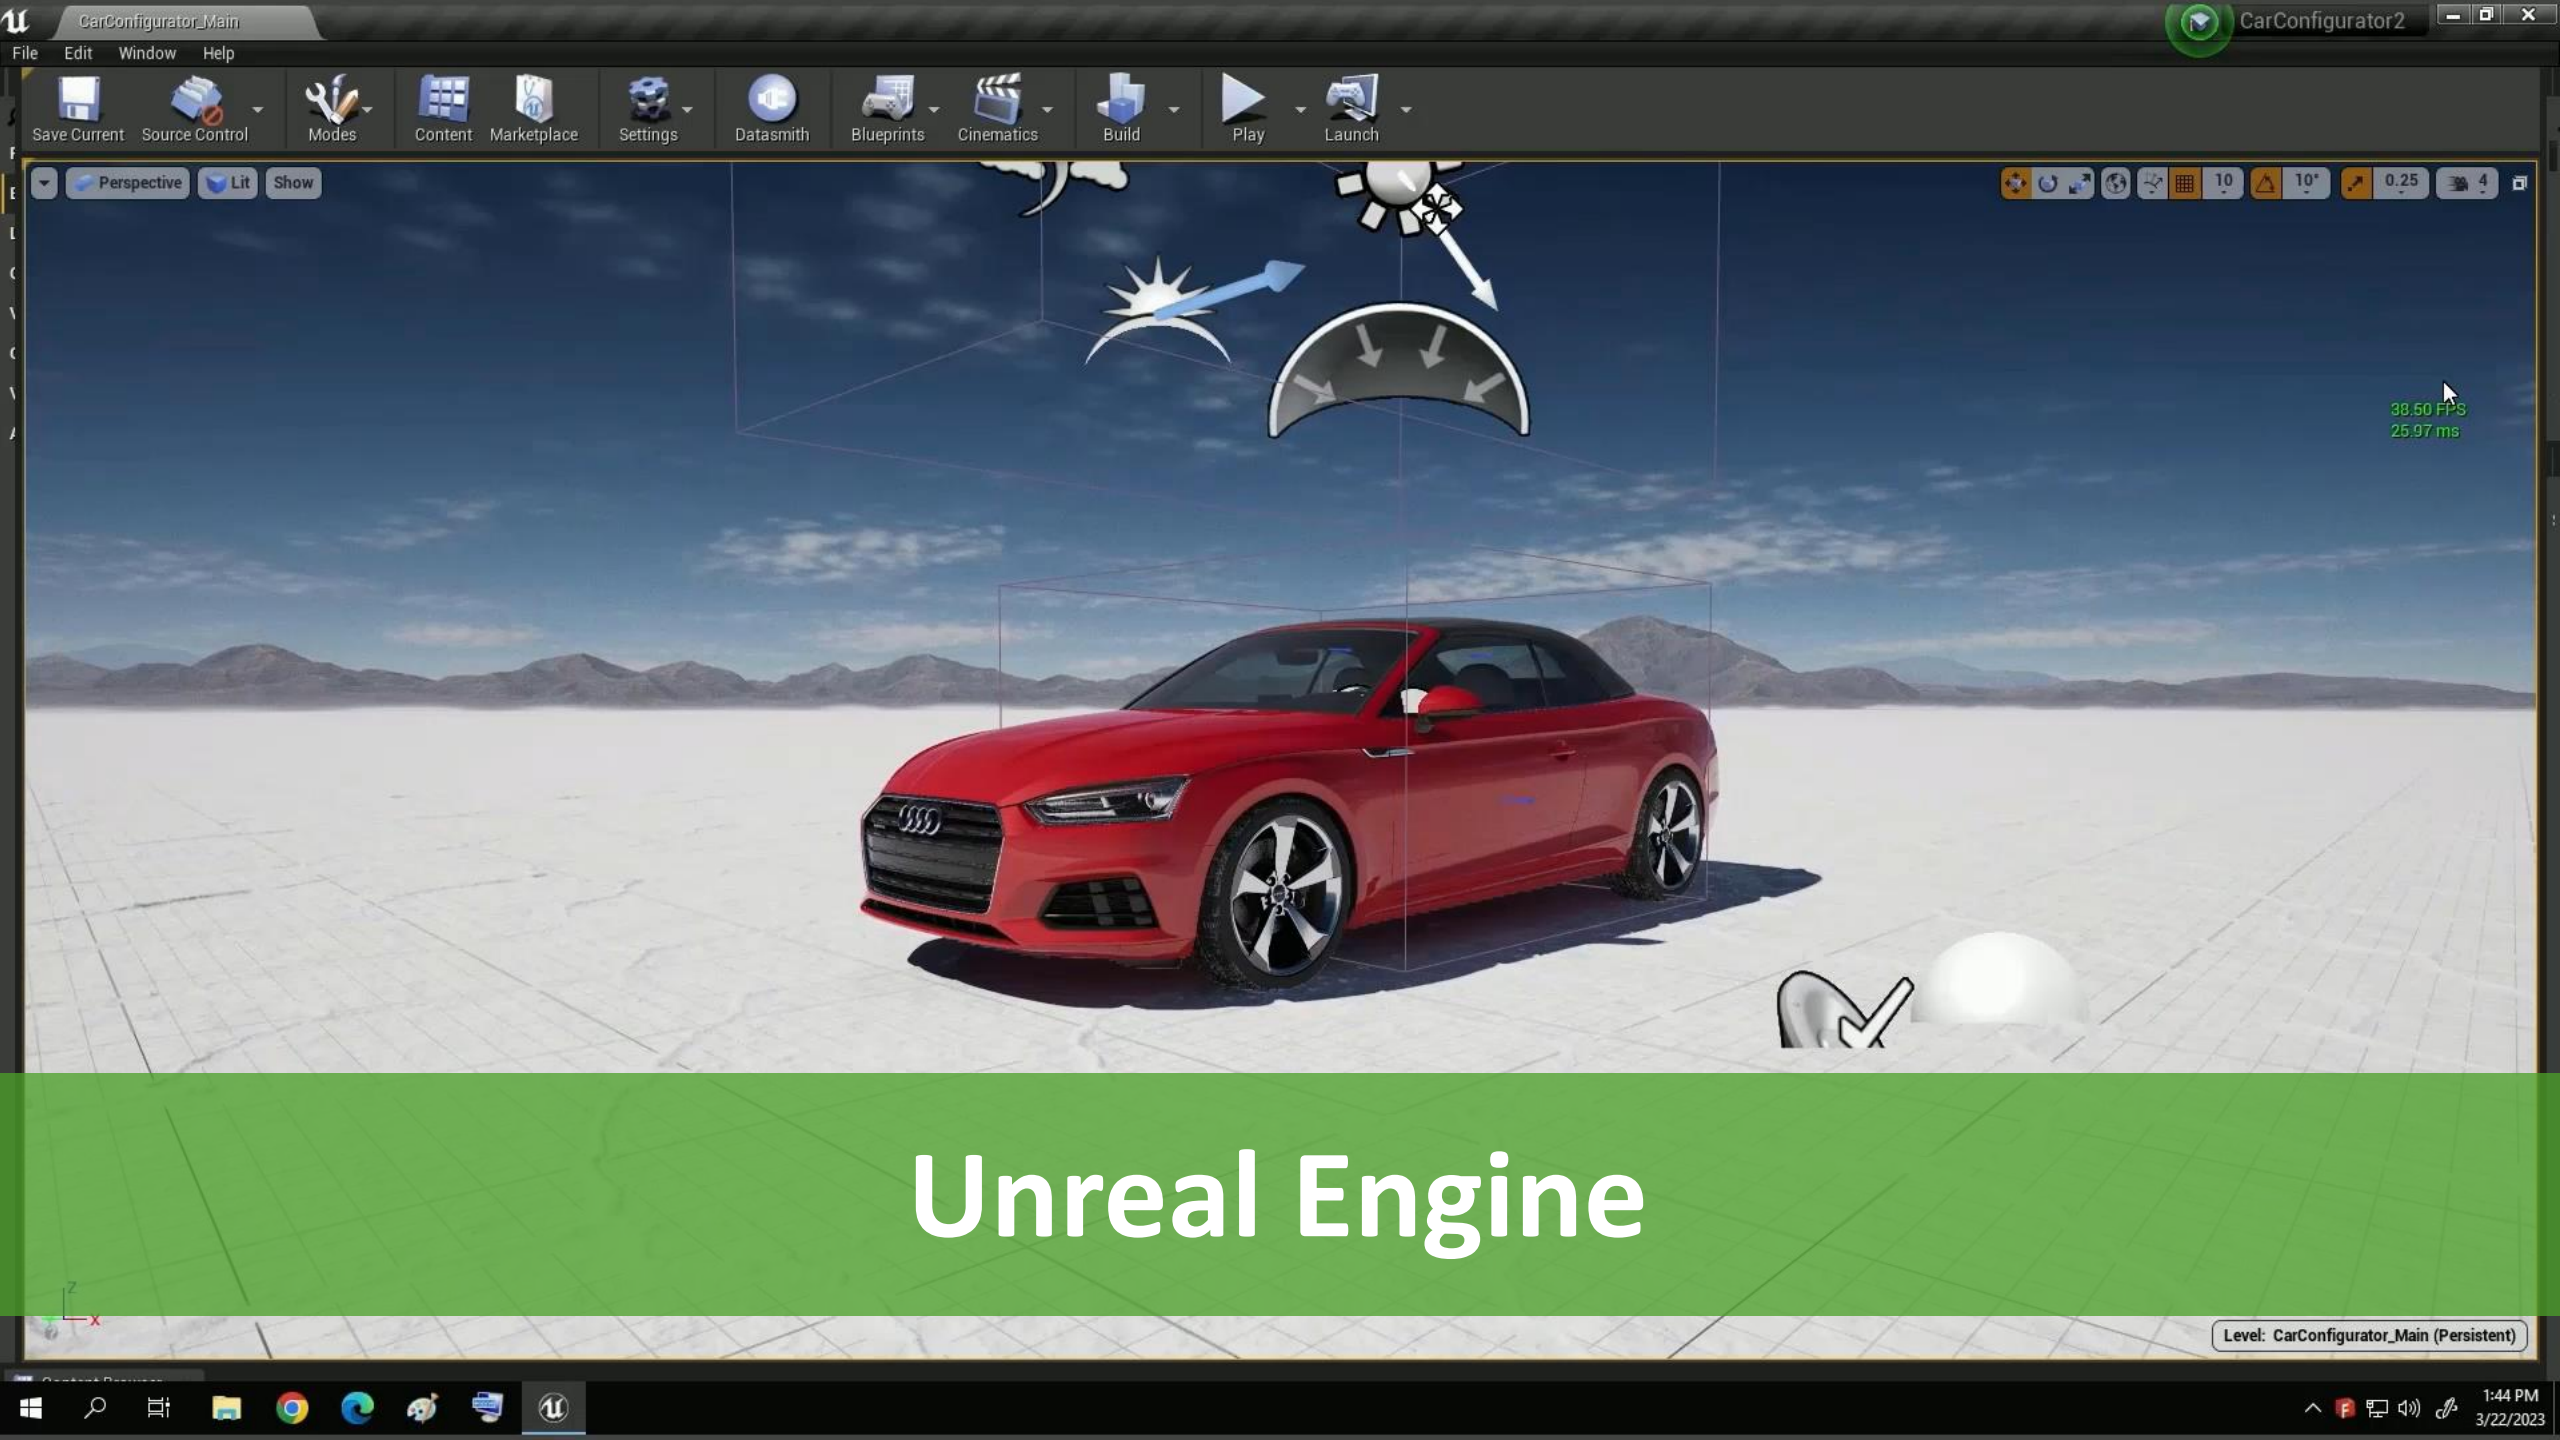 CarConfigurator_Main
CarConfigurator2
File Edit Window Help
Save Current Source Control Modes Content Marketplace Settings Datasmith Blueprints Cinematics Build Play Launch
Perspective Lit Show
10 10° 0.25 4
38.50 FPS
25.97 ms
Unreal Engine
Z
X
Level: CarConfigurator_Main (Persistent)
1:44 PM
3/22/2023